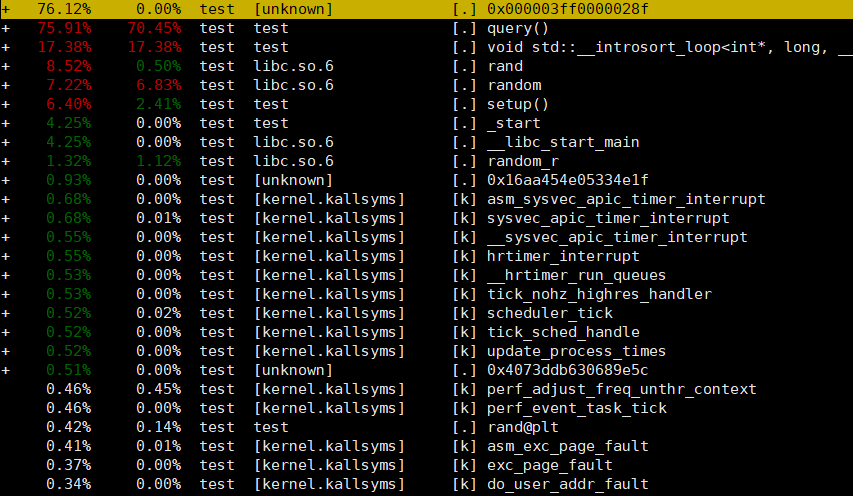 + 76.12% 0.00% test [unknown] [.] 0x000003ff0000028f
+ 75.91% 70.45% test test [.] query()
+ 17.38% 17.38% test test [.] void std::__introsort_loop<int*, long, __
+ 8.52% 0.50% test libc.so.6 [.] rand
+ 7.22% 6.83% test libc.so.6 [.] random
+ 6.40% 2.41% test test [.] setup()
+ 4.25% 0.00% test test [.] _start
+ 4.25% 0.00% test libc.so.6 [.] __libc_start_main
+ 1.32% 1.12% test libc.so.6 [.] random_r
+ 0.93% 0.00% test [unknown] [.] 0x16aa454e05334e1f
+ 0.68% 0.00% test [kernel.kallsyms] [k] asm_sysvec_apic_timer_interrupt
+ 0.68% 0.01% test [kernel.kallsyms] [k] sysvec_apic_timer_interrupt
+ 0.55% 0.00% test [kernel.kallsyms] [k] __sysvec_apic_timer_interrupt
+ 0.55% 0.00% test [kernel.kallsyms] [k] hrtimer_interrupt
+ 0.53% 0.00% test [kernel.kallsyms] [k] __hrtimer_run_queues
+ 0.53% 0.00% test [kernel.kallsyms] [k] tick_nohz_highres_handler
+ 0.52% 0.02% test [kernel.kallsyms] [k] scheduler_tick
+ 0.52% 0.00% test [kernel.kallsyms] [k] tick_sched_handle
+ 0.52% 0.00% test [kernel.kallsyms] [k] update_process_times
+ 0.51% 0.00% test [unknown] [.] 0x4073ddb630689e5c
0.46% 0.45% test [kernel.kallsyms] [k] perf_adjust_freq_unthr_context
0.46% 0.00% test [kernel.kallsyms] [k] perf_event_task_tick
0.42% 0.14% test test [.] rand@plt
0.41% 0.01% test [kernel.kallsyms] [k] asm_exc_page_fault
0.37% 0.00% test [kernel.kallsyms] [k] exc_page_fault
0.34% 0.00% test [kernel.kallsyms] [k] do_user_addr_fault